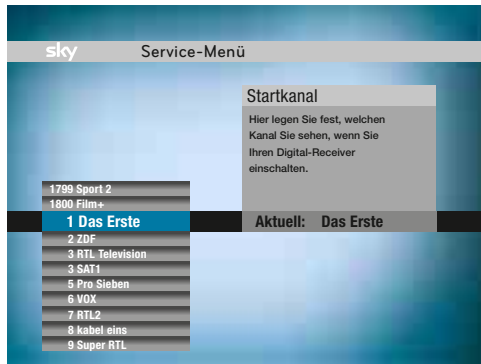 sky Service-Menü
Startkanal
Hier legen Sie fest, welchen
Kanal Sie sehen, wenn Sie
Ihren Digital-Receiver
einschalten.
1799 Sport 2
1800 Film+
1 Das Erste
Aktuell: Das Erste
2 ZDF
3 RTL Television
3 SAT1
5 Pro Sieben
6 VOX
7 RTL2
8 kabel eins
9 Super RTL